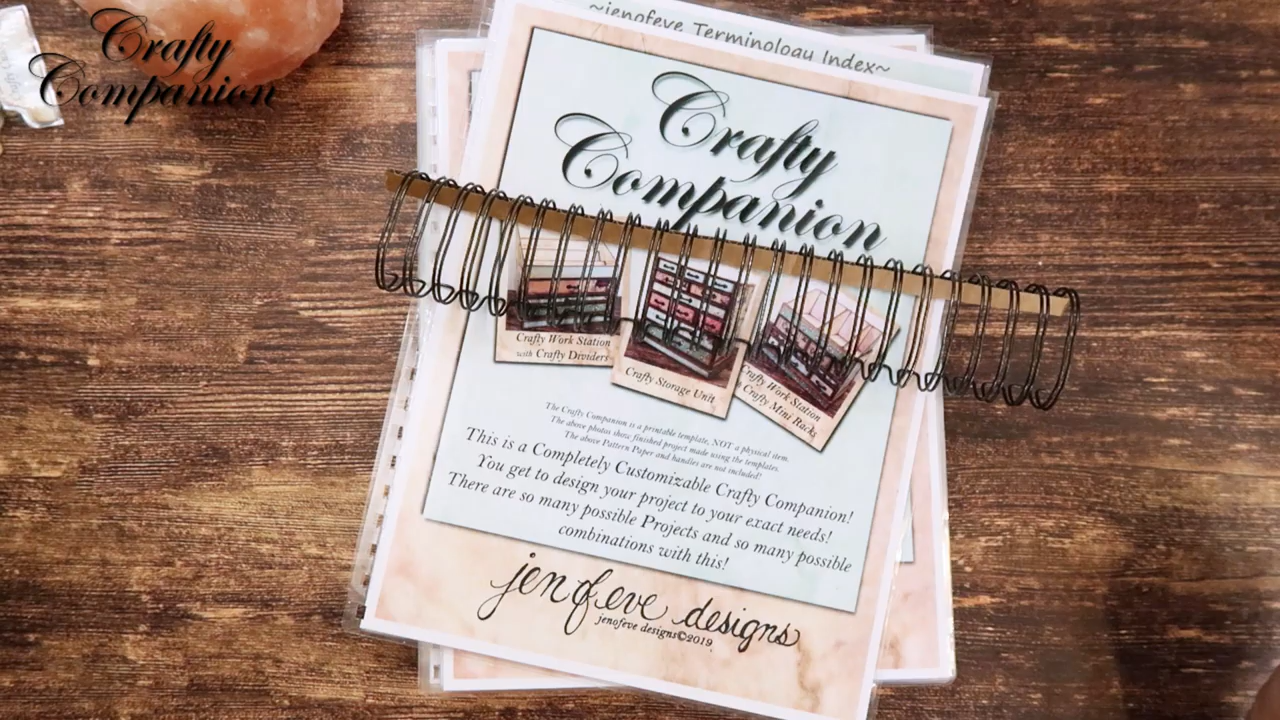 Crafty
Companion
~jenofeve Terminology Index~
Crafty
Companion
Crafty Work Station
with Crafty Dividers
Crafty Storage Unit
Crafty Work Station
Crafty Mini Racks
The Crafty Companion is a printable template, NOT a physical item.
The above photos show finished project made using the templates.
The above Pattern Paper and handles are not included!
This is a Completely Customizable Crafty Companion!
You get to design your project to your exact needs!
There are so many possible Projects and so many possible
combinations with this!
jen of eve designs
jenofeve designs©2019